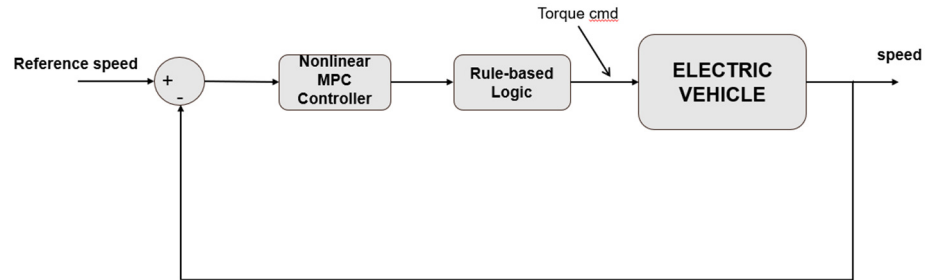 Torque cmd
Reference speed
+
-
Nonlinear
MPC
Controller
Rule-based
Logic
ELECTRIC
VEHICLE
speed